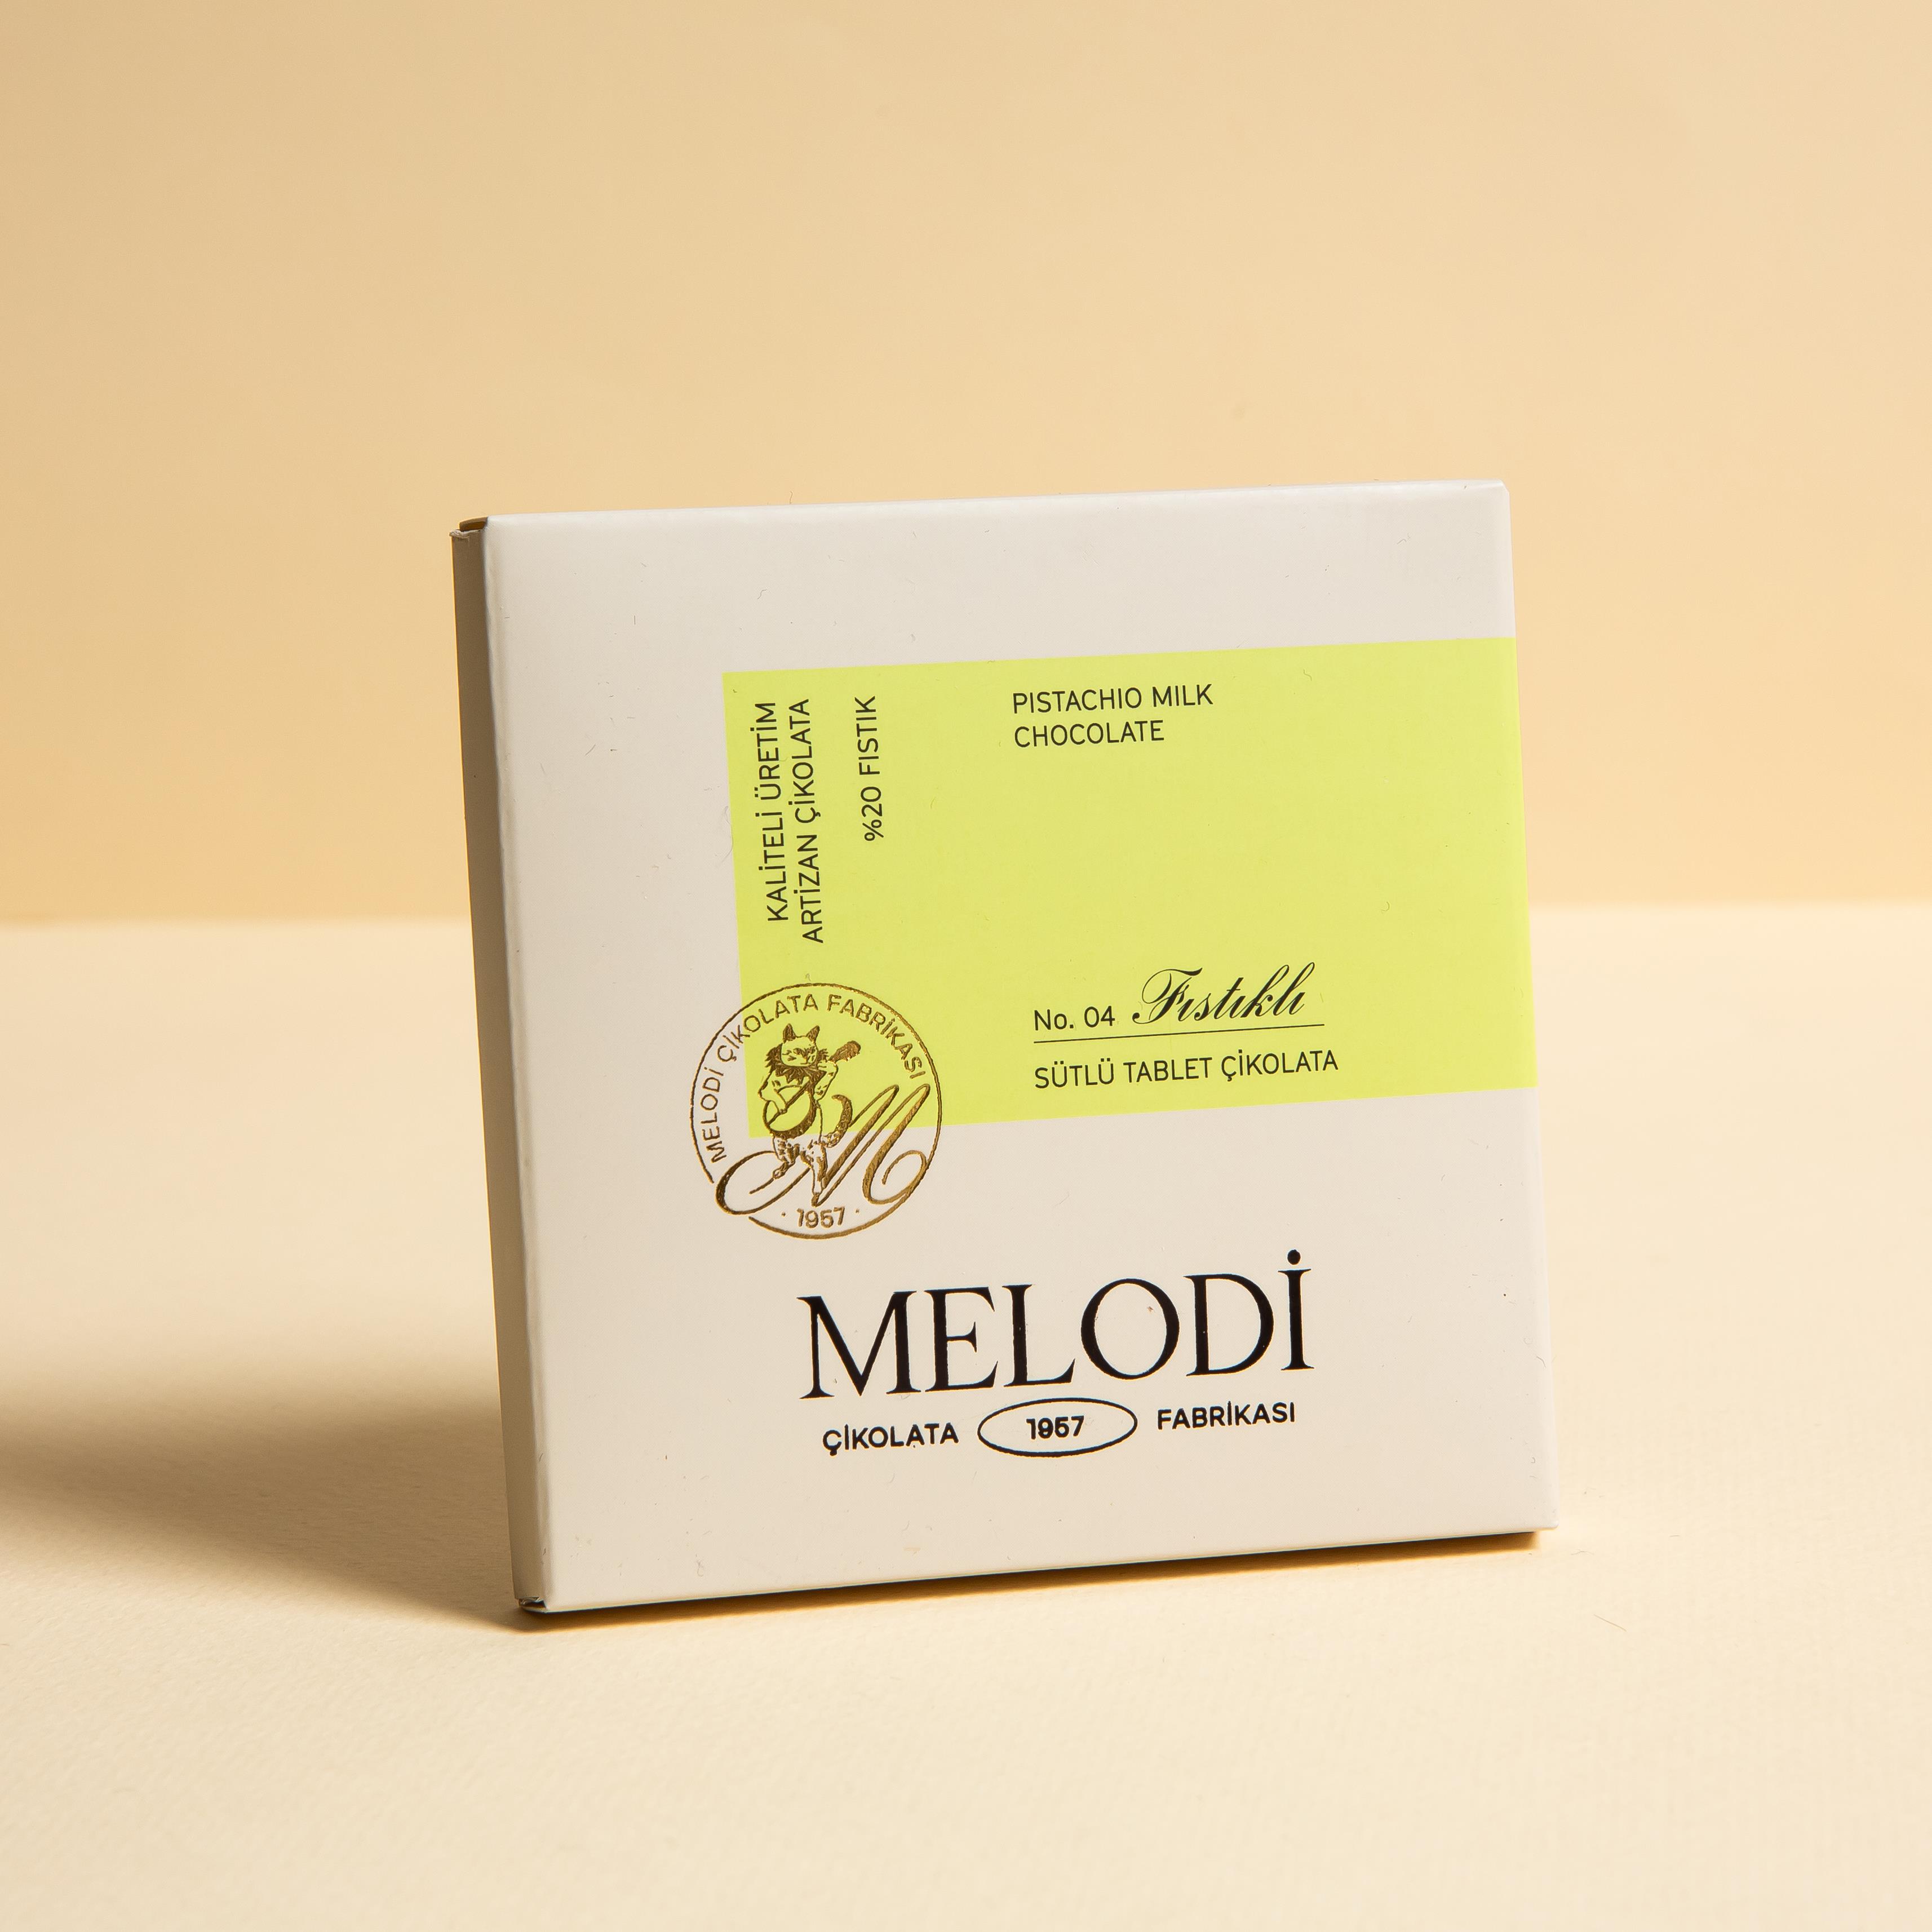 KALİTELİ ÜRETİM
ARTİZAN ÇİKOLATA
%20 FISTIK
PISTACHIO MILK
CHOCOLATE
No. 04 Fıstıklı
SÜTLÜ TABLET ÇİKOLATA
MELODİ ÇİKOLATA FABRİKASI
M
· 1957 ·
MELODİ
ÇİKOLATA 1957 FABRİKASI